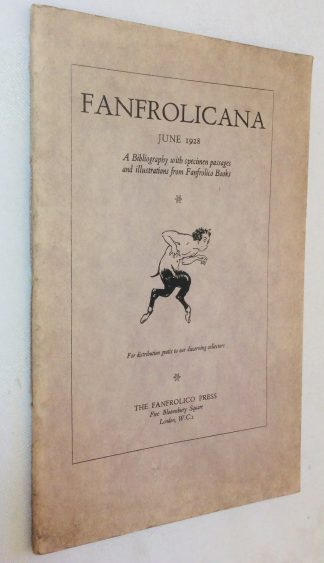 FANFROLICANA
JUNE 1928
A Bibliography with specimen passages
and illustrations from Fanfrolico Books
For distribution gratis to our discerning collectors
THE FANFROLICO PRESS
Five Bloomsbury Square
London, W.C.1